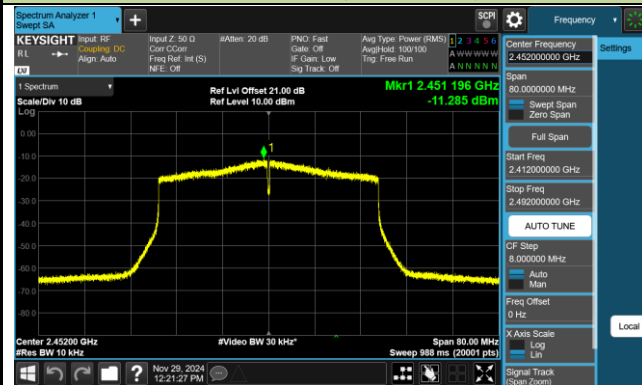 Spectrum Analyzer 1
Swept SA
+
SCPI
Frequency
KEYSIGHT
RL
LXI
Input: RF
Coupling: DC
Align: Auto
Input Z: 50 Ω
Corr CCorr
Freq Ref: Int (S)
NFE: Off
#Atten: 20 dB
PNO: Fast
Gate: Off
IF Gain: Low
Sig Track: Off
Avg Type: Power (RMS)
Avg|Hold: 100/100
Trig: Free Run
1 2 3 4 5 6
A W W W W W
A N N N N N
1 Spectrum
Scale/Div 10 dB
Log
Ref Lvl Offset 21.00 dB
Ref Level 10.00 dBm
Mkr1 2.451 196 GHz
-11.285 dBm
0.00
-10.0
-20.0
-30.0
-40.0
-50.0
-60.0
-70.0
-80.0
1
Center 2.45200 GHz
#Res BW 10 kHz
#Video BW 30 kHz*
Span 80.00 MHz
Sweep 988 ms (20001 pts)
Nov 29, 2024
12:21:27 PM
Center Frequency
2.452000000 GHz
Settings
Span
80.0000000 MHz
Swept Span
Zero Span
Full Span
Start Freq
2.412000000 GHz
Stop Freq
2.492000000 GHz
AUTO TUNE
CF Step
8.000000 MHz
Auto
Man
Freq Offset
0 Hz
X Axis Scale
Log
Lin
Local
Signal Track
(Span Zoom)